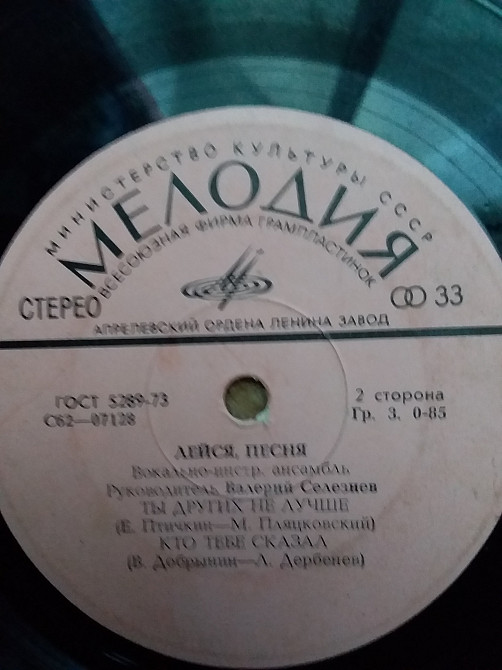 МИНИСТЕРСТВО КУЛЬТУРЫ СССР
МЕЛОДИЯ
ВСЕСОЮЗНАЯ ФИРМА ГРАМПЛАСТИНОК
СТЕРЕО 33
АПРЕЛЕВСКИЙ ОРДЕНА ЛЕНИНА ЗАВОД
ГОСТ 5289-73 2 сторона
С62—07128 Гр. 3. 0-85
ЛЕЙСЯ, ПЕСНЯ
Вокально-инстр. ансамбль
Руководитель Валерий Селезнев
ТЫ ДРУГИХ НЕ ЛУЧШЕ
(Е. Птичкин—М. Пляцковский)
КТО ТЕБЕ СКАЗАЛ
(В. Добрынин—Л. Дербенев)